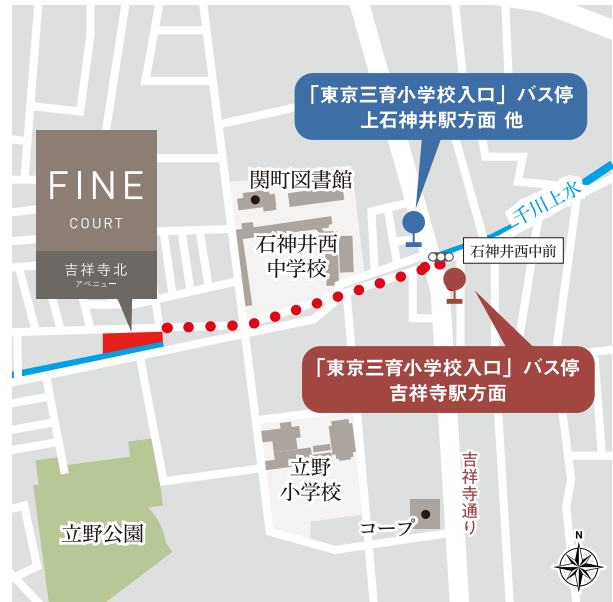 「東京三育小学校入口」バス停
上石神井駅方面 他
FINE
COURT
吉祥寺北
アベニュー
関町図書館
千川上水
石神井西
中学校
石神井西中前
「東京三育小学校入口」バス停
吉祥寺駅方面
立野
小学校
吉祥寺通り
コープ
立野公園
N